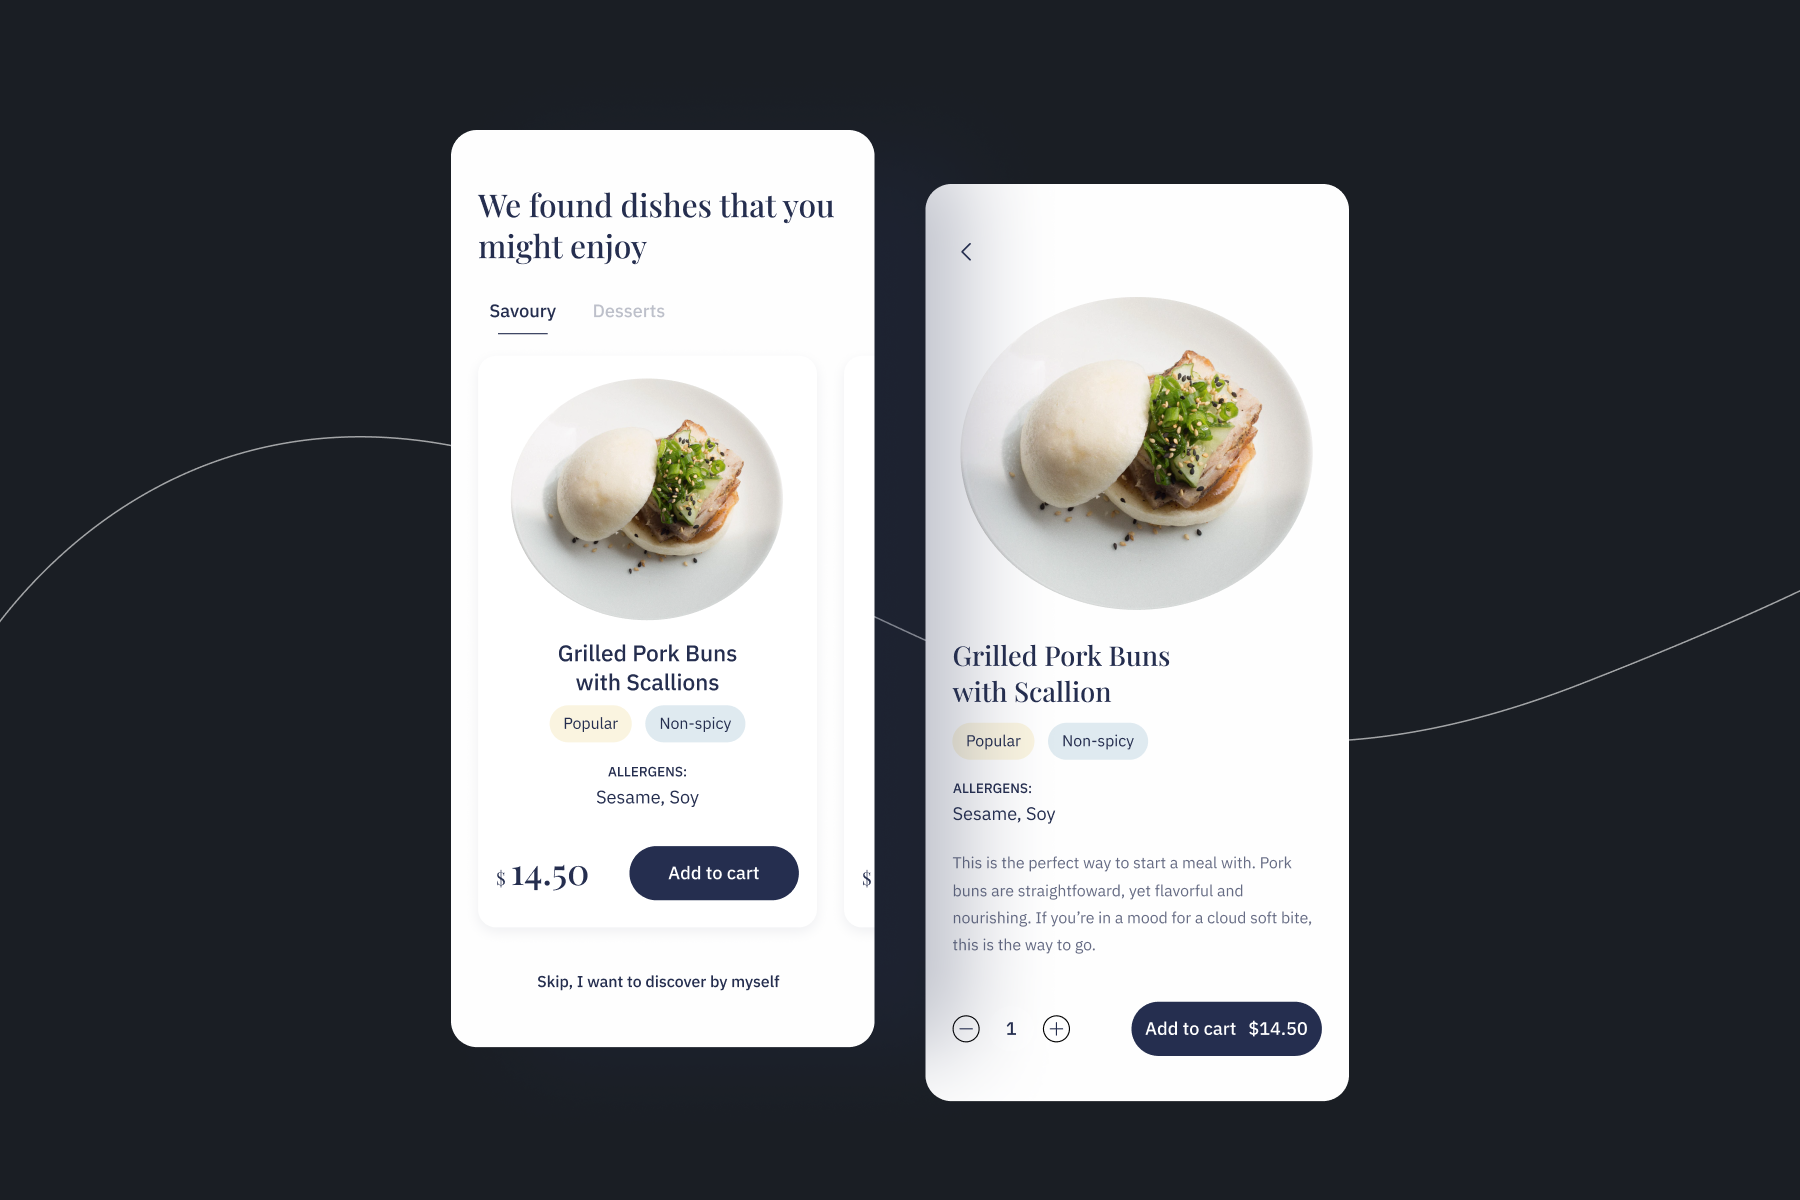 We found dishes that you
might enjoy
Savoury Desserts
Grilled Pork Buns
with Scallions
Popular Non-spicy
ALLERGENS:
Sesame, Soy
$ 14.50 Add to cart
$
Skip, I want to discover by myself
Grilled Pork Buns
with Scallion
Popular Non-spicy
ALLERGENS:
Sesame, Soy
This is the perfect way to start a meal with. Pork
buns are straightfoward, yet flavorful and
nourishing. If you’re in a mood for a cloud soft bite,
this is the way to go.
1 Add to cart $14.50